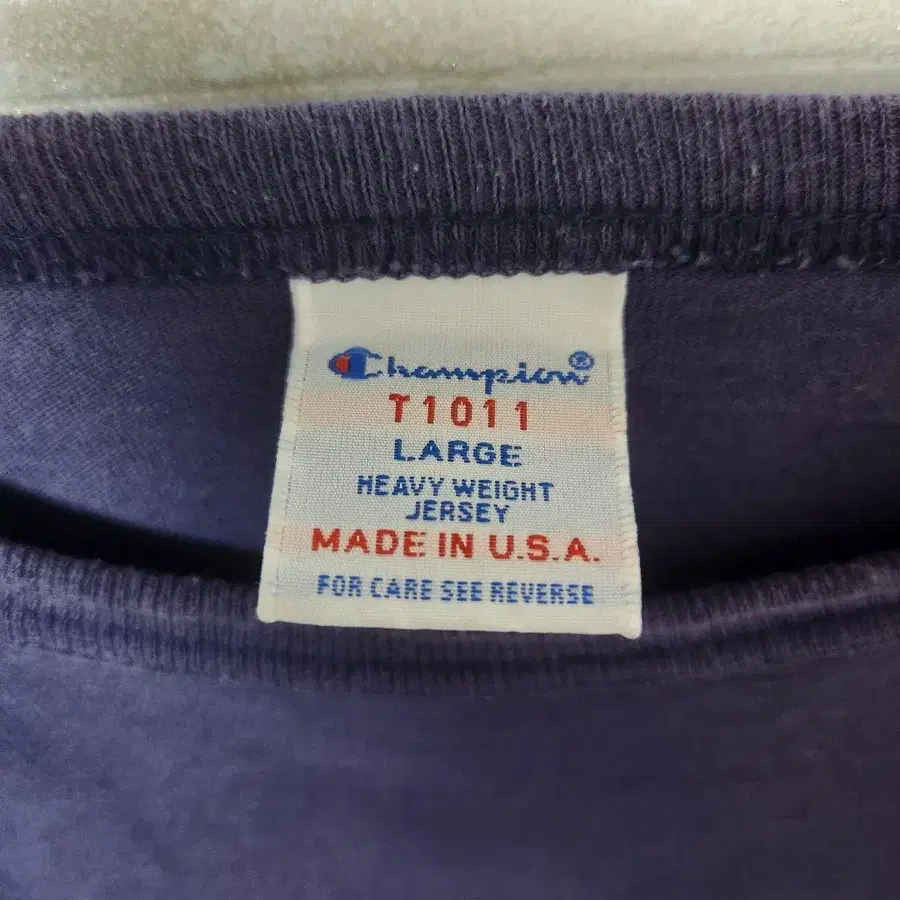 Champion®
T1011
LARGE
HEAVY WEIGHT
JERSEY
MADE IN U.S.A.
FOR CARE SEE REVERSE